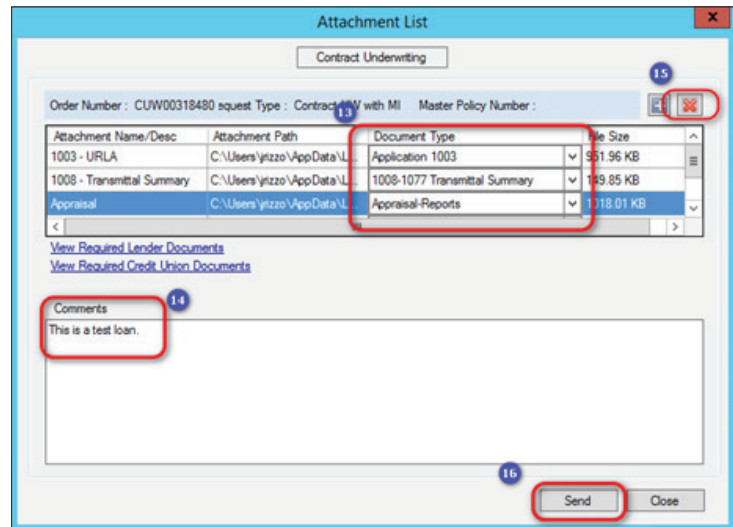 Attachment List
x
Contract Underwriting
15
Order Number : CUW00318480 equest Type : Contract W with MI Master Policy Number :
13
Attachment Name/Desc Attachment Path Document Type File Size
1003 - URLA C:\Users\jrizzo\AppData\L... Application 1003 951.96 KB
1008 - Transmittal Summary C:\Users\jrizzo\AppData\L... 1008-1077 Transmittal Summary 149.85 KB
Appraisal C:\Users\jrizzo\AppData\L... Appraisal-Reports 1018.01 KB
View Required Lender Documents
View Required Credit Union Documents
14
Comments
This is a test loan.
16
Send Close